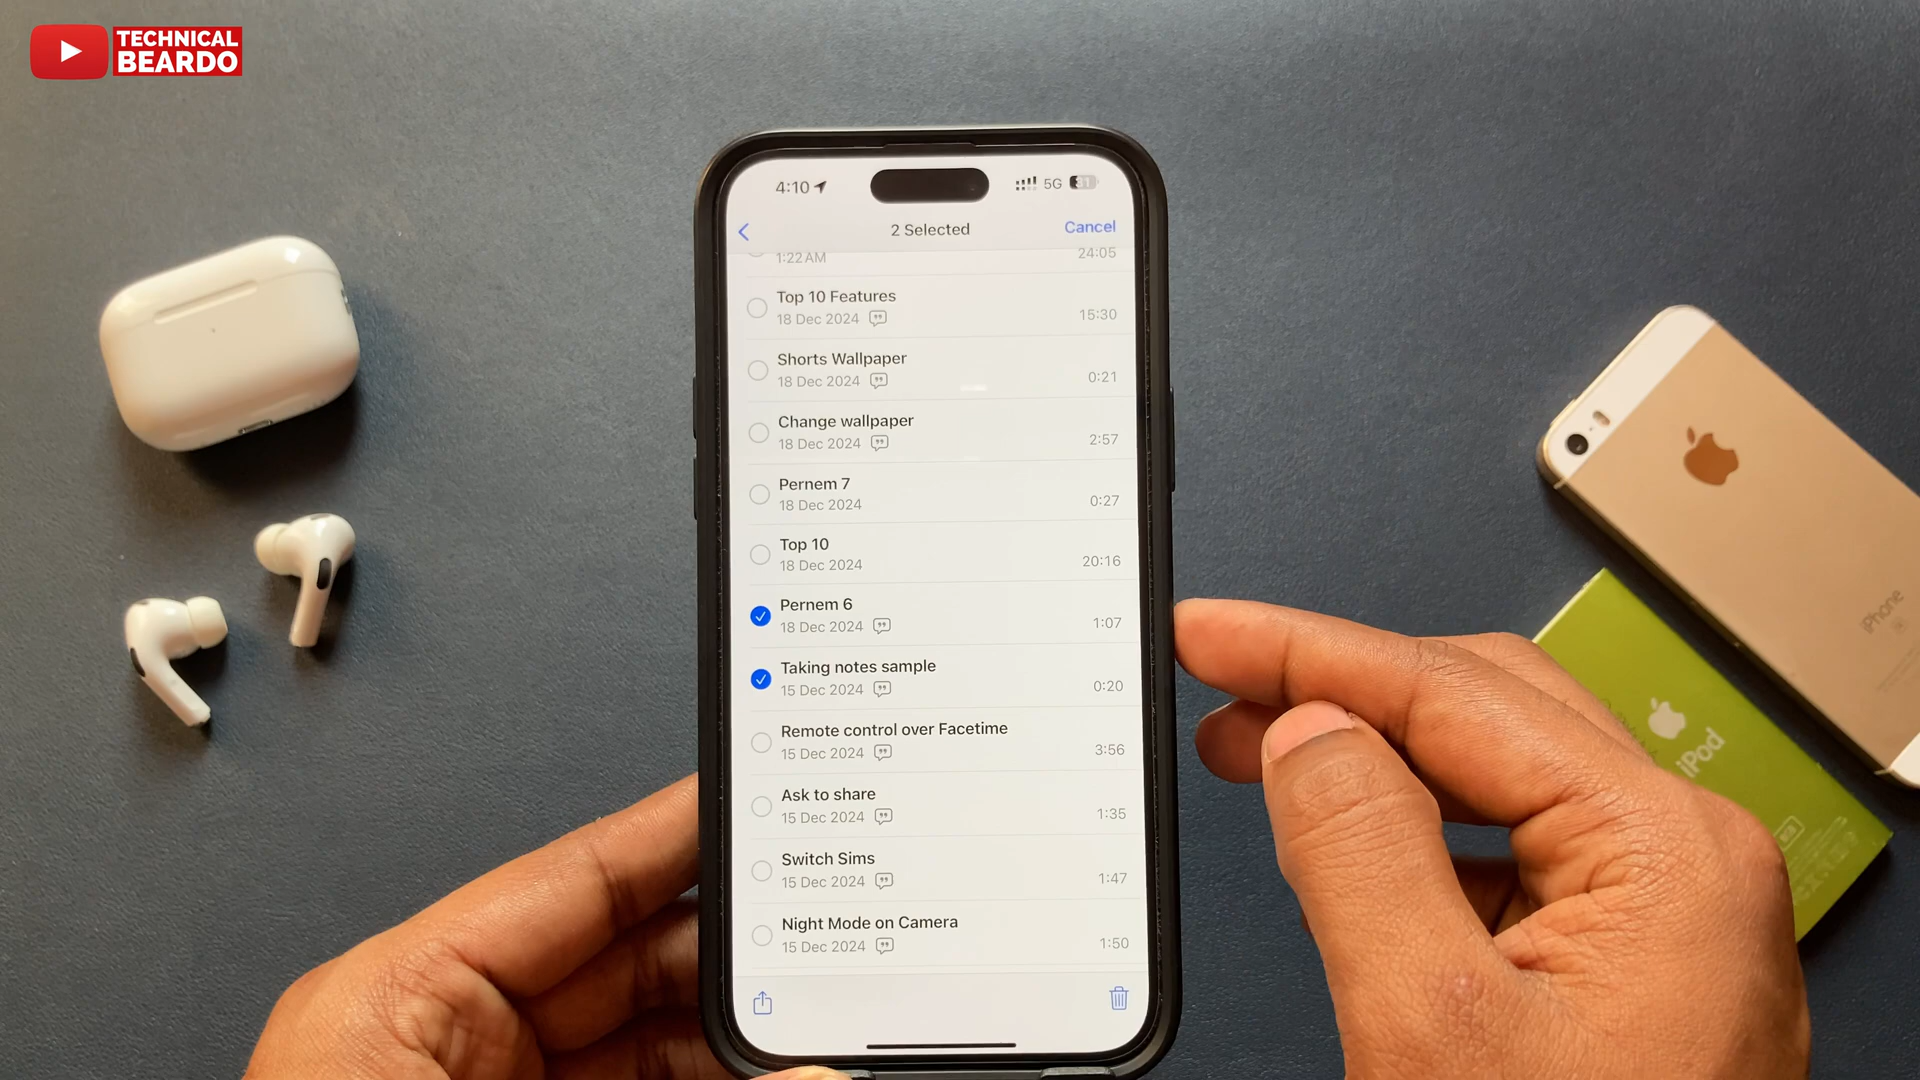 TECHNICAL
BEARDO
4:10
5G
31
2 Selected
Cancel
1:22 AM
24:05
Top 10 Features
18 Dec 2024
15:30
Shorts Wallpaper
18 Dec 2024
0:21
Change wallpaper
18 Dec 2024
2:57
Pernem 7
18 Dec 2024
0:27
Top 10
18 Dec 2024
20:16
Pernem 6
18 Dec 2024
1:07
Taking notes sample
15 Dec 2024
0:20
Remote control over Facetime
15 Dec 2024
3:56
Ask to share
15 Dec 2024
1:35
Switch Sims
15 Dec 2024
1:47
Night Mode on Camera
15 Dec 2024
1:50
iPhone
iPod